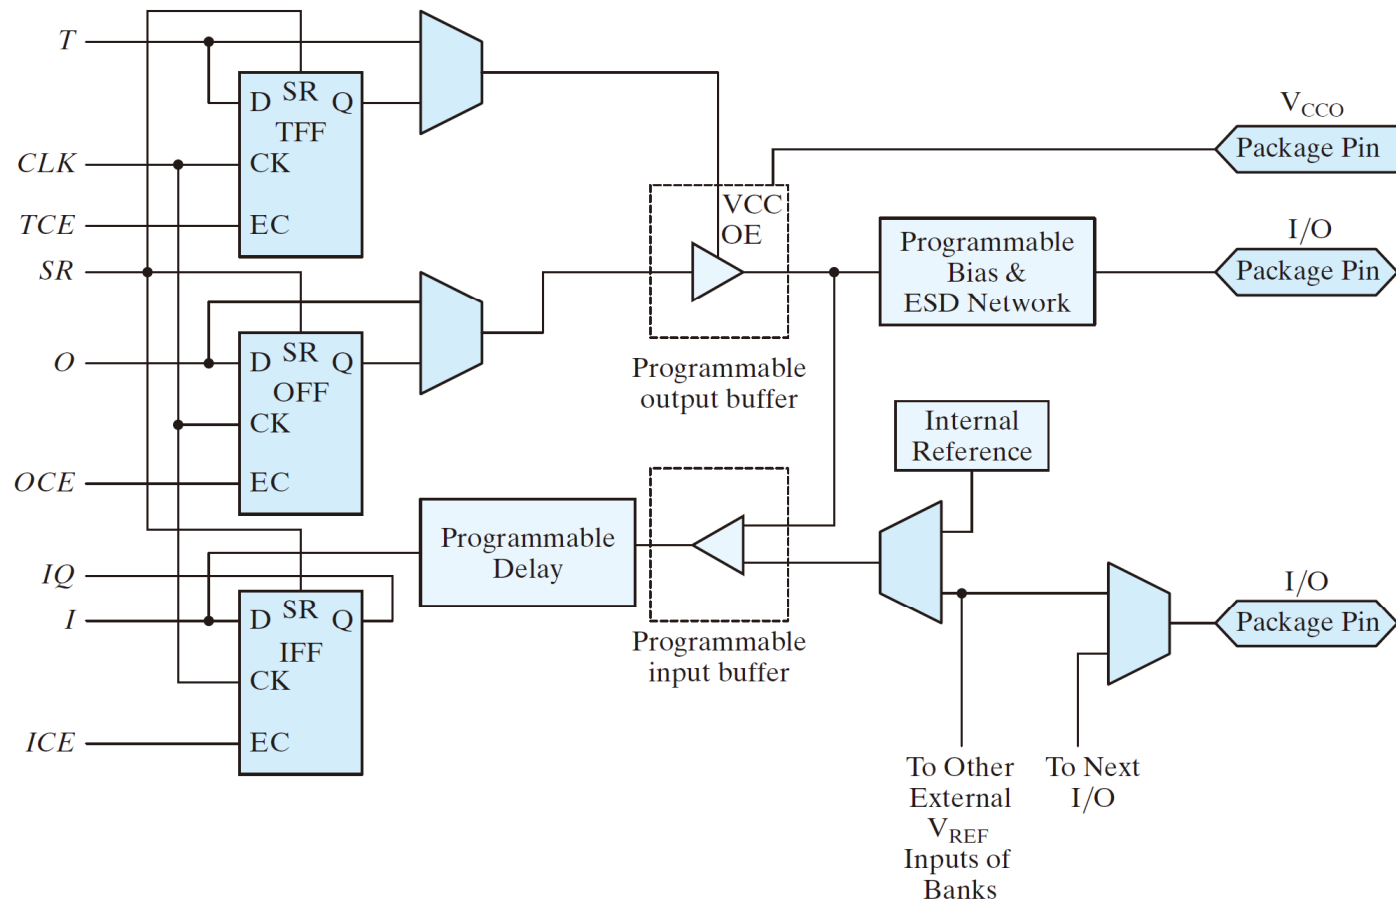 T
D SR Q
TFF
CLK
CK
TCE
EC
SR
V_CCO
Package Pin
VCC
OE
Programmable
Bias &
ESD Network
I/O
Package Pin
O
D SR Q
OFF
CK
OCE
EC
Programmable
output buffer
Internal
Reference
Programmable
Delay
Programmable
input buffer
IQ
I
D SR Q
IFF
CK
ICE
EC
I/O
Package Pin
To Other
External
V_REF
Inputs of
Banks
To Next
I/O